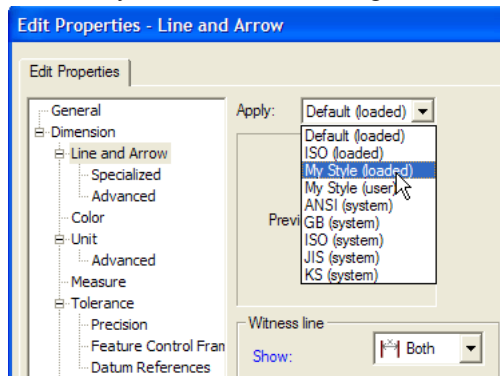 Edit Properties - Line and Arrow
Edit Properties
General
Dimension
Line and Arrow
Specialized
Advanced
Color
Unit
Advanced
Measure
Tolerance
Precision
Feature Control Fram
Datum References
Apply:
Default (loaded)
Default (loaded)
ISO (loaded)
My Style (loaded)
My Style (user)
ANSI (system)
GB (system)
ISO (system)
JIS (system)
KS (system)
Previ
Witness line
Show:
Both